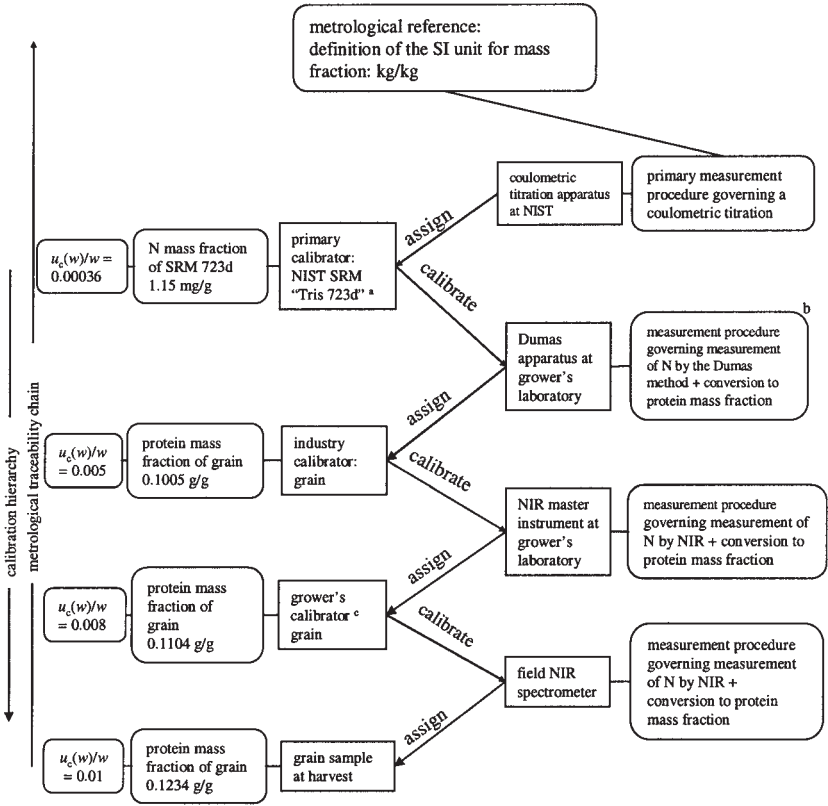 metrological reference:
definition of the SI unit for mass
fraction: kg/kg
coulometric
titration apparatus
at NIST
primary measurement
procedure governing a
coulometric titration
assign
u_c(w)/w =
0.00036
N mass fraction
of SRM 723d
1.15 mg/g
primary
calibrator:
NIST SRM
“Tris 723d” ᵃ
calibrate
Dumas
apparatus at
grower's
laboratory
b
measurement procedure
governing measurement
of N by the Dumas
method + conversion to
protein mass fraction
assign
u_c(w)/w
= 0.005
protein mass
fraction of grain
0.1005 g/g
industry
calibrator:
grain
calibrate
NIR master
instrument at
grower's
laboratory
measurement procedure
governing measurement of
N by NIR + conversion to
protein mass fraction
assign
u_c(w)/w
= 0.008
protein mass
fraction of
grain
0.1104 g/g
grower's
calibrator ᶜ
grain
calibrate
field NIR
spectrometer
measurement procedure
governing measurement
of N by NIR +
conversion to protein
mass fraction
assign
u_c(w)/w
= 0.01
protein mass
fraction of grain
0.1234 g/g
grain sample
at harvest
calibration hierarchy
metrological traceability chain